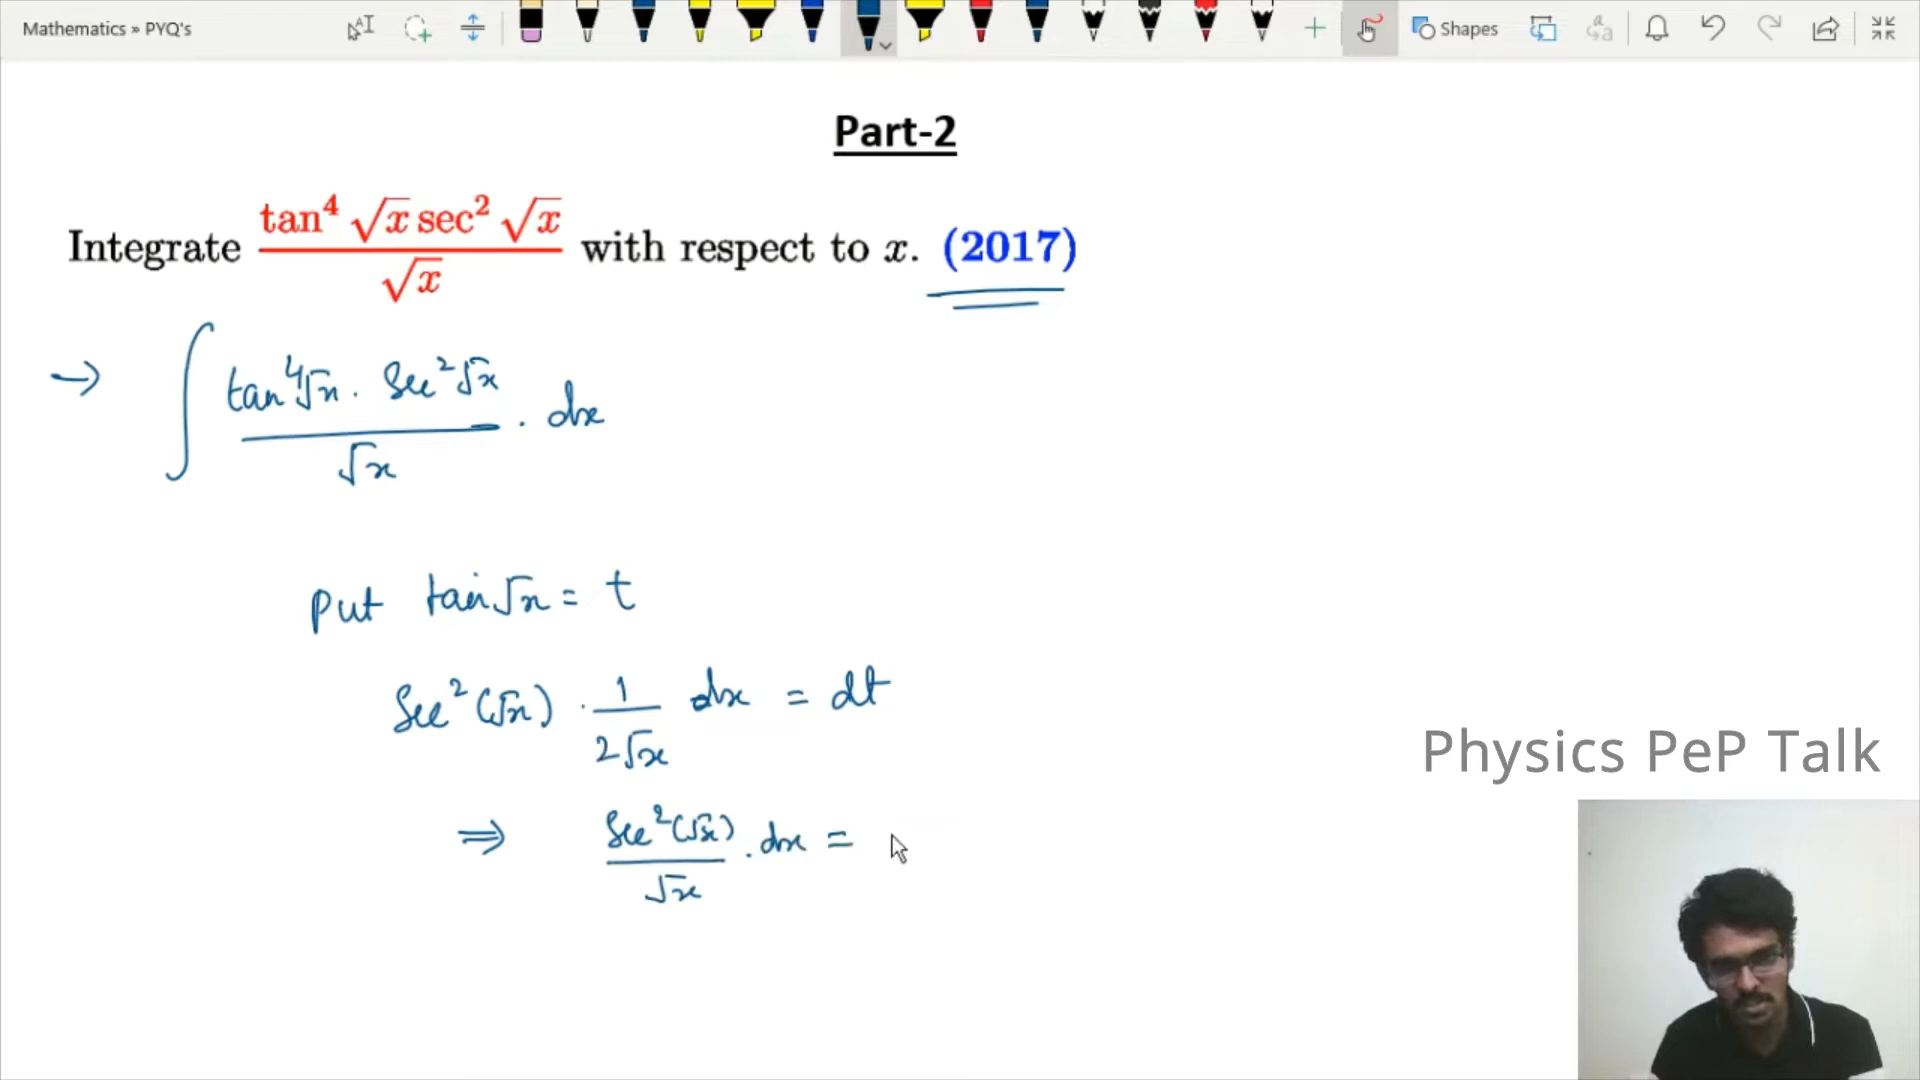 Mathematics » PYQ's
Shapes
Part-2
Integrate tan⁴ √x sec² √x / √x with respect to x. (2017)
→ ∫ tan⁴√x . Sec²√x / √x . dx
Put tan√x = t
Sec²(√x) . 1 / 2√x dx = dt
⇒ Sec²(√x) / √x . dx =
Physics PeP Talk